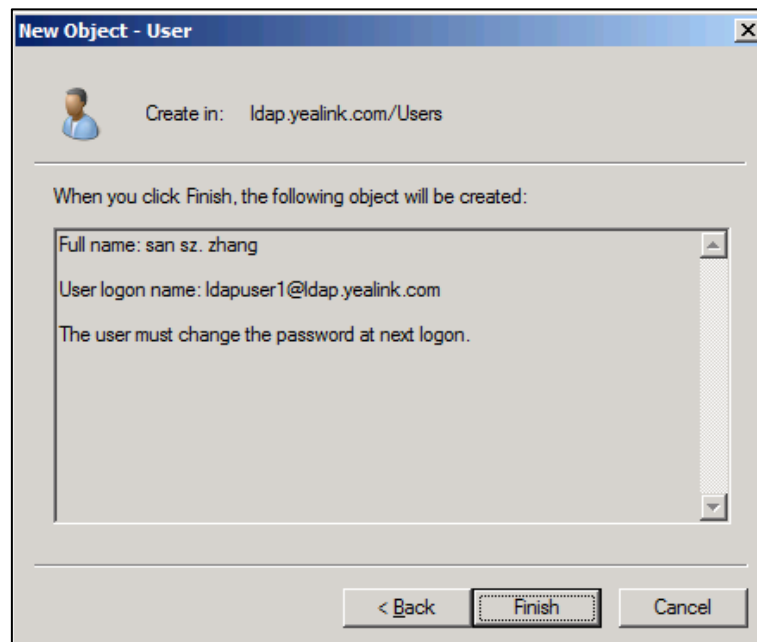 New Object - User
Create in: ldap.yealink.com/Users
When you click Finish, the following object will be created:
Full name: san sz. zhang
User logon name: ldapuser1@ldap.yealink.com
The user must change the password at next logon.
< Back Finish Cancel